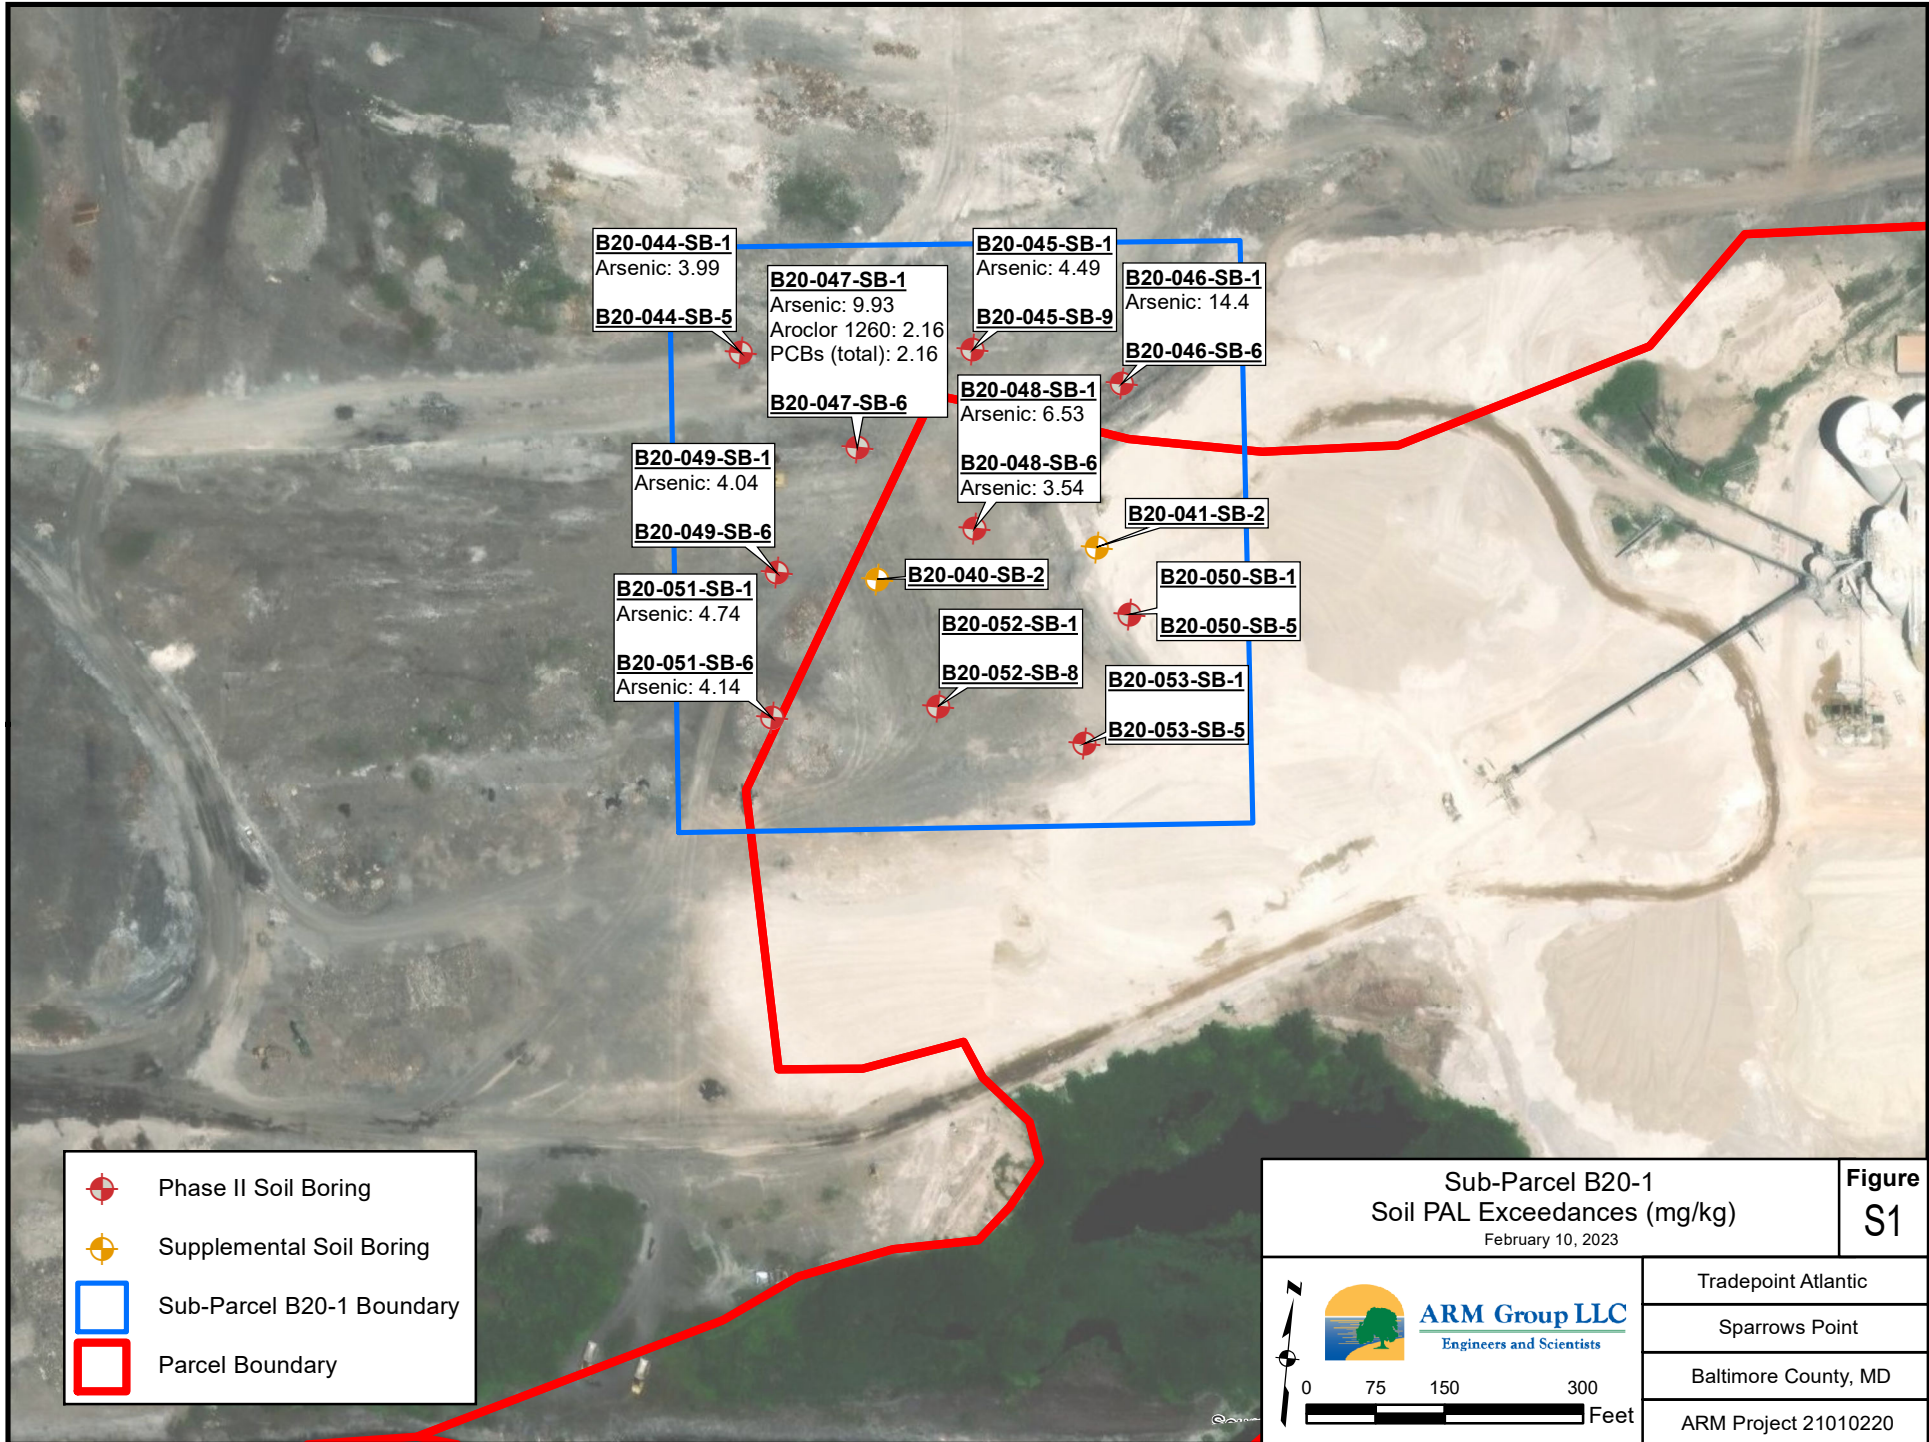 B20-044-SB-1
Arsenic: 3.99
B20-044-SB-5
B20-047-SB-1
Arsenic: 9.93
Aroclor 1260: 2.16
PCBs (total): 2.16
B20-047-SB-6
B20-045-SB-1
Arsenic: 4.49
B20-045-SB-9
B20-046-SB-1
Arsenic: 14.4
B20-046-SB-6
B20-048-SB-1
Arsenic: 6.53
B20-048-SB-6
Arsenic: 3.54
B20-049-SB-1
Arsenic: 4.04
B20-049-SB-6
B20-041-SB-2
B20-040-SB-2
B20-050-SB-1
B20-050-SB-5
B20-051-SB-1
Arsenic: 4.74
B20-051-SB-6
Arsenic: 4.14
B20-052-SB-1
B20-052-SB-8
B20-053-SB-1
B20-053-SB-5
Phase II Soil Boring
Supplemental Soil Boring
Sub-Parcel B20-1 Boundary
Parcel Boundary
Sub-Parcel B20-1
Soil PAL Exceedances (mg/kg)
February 10, 2023
Figure
S1
N
ARM Group LLC
Engineers and Scientists
0 75 150 300
Feet
Tradepoint Atlantic
Sparrows Point
Baltimore County, MD
ARM Project 21010220